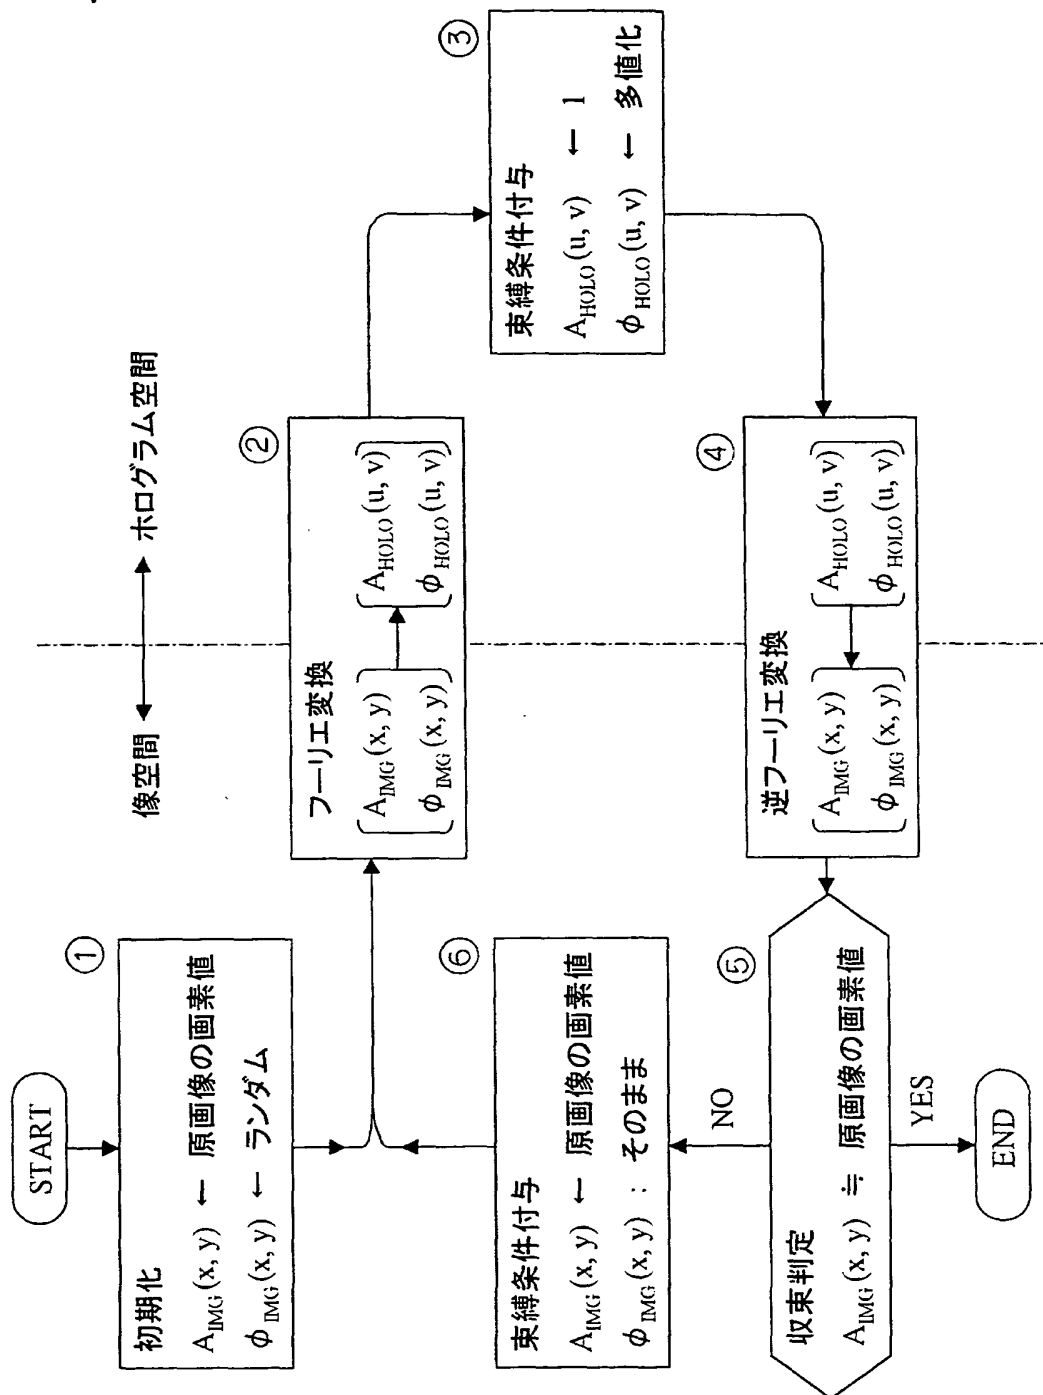 像空間 ←→ ホログラム空間
START
①
初期化
A_IMG(x, y) ← 原画像の画素値
ϕ_IMG(x, y) ← ランダム
②
フーリエ変換
A_IMG(x, y) → A_HOLO(u, v)
ϕ_IMG(x, y) ϕ_HOLO(u, v)
③
束縛条件付与
A_HOLO(u, v) ← 1
ϕ_HOLO(u, v) ← 多値化
④
逆フーリエ変換
A_IMG(x, y) ← A_HOLO(u, v)
ϕ_IMG(x, y) ϕ_HOLO(u, v)
⑤
収束判定
A_IMG(x, y) ≒ 原画像の画素値
NO
YES
⑥
束縛条件付与
A_IMG(x, y) ← 原画像の画素値
ϕ_IMG(x, y) : そのまま
END